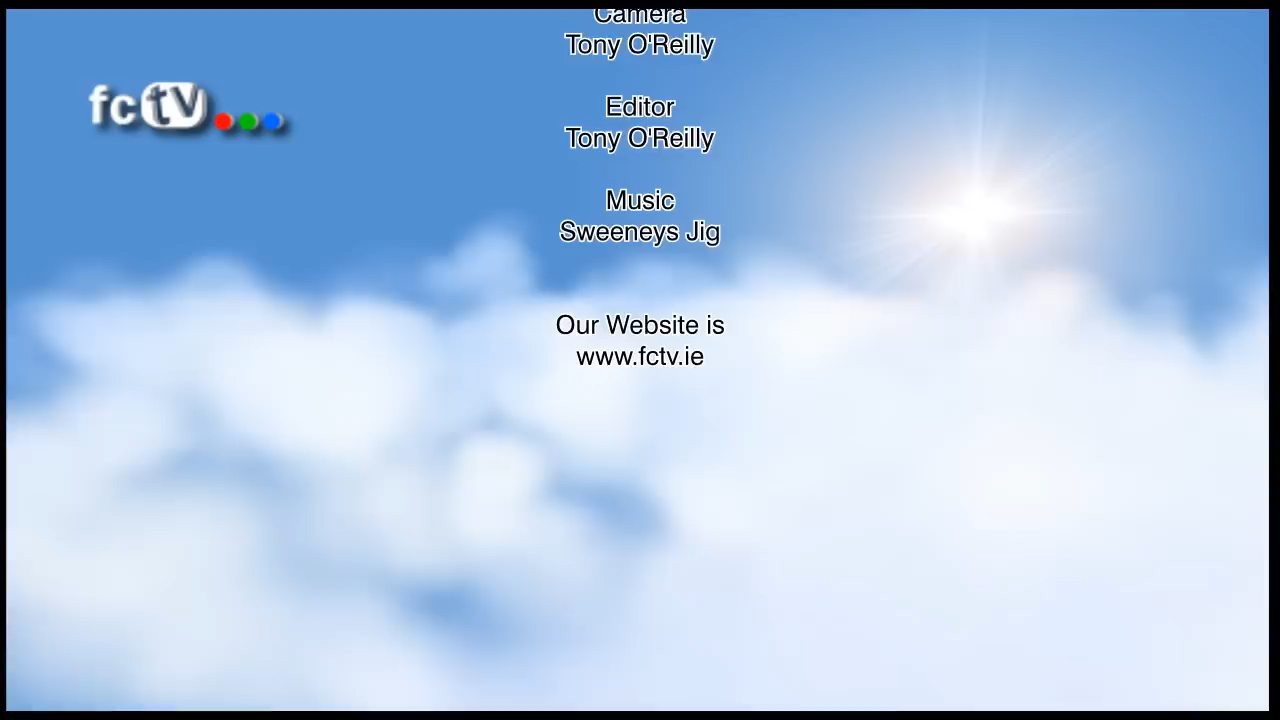 Camera
Tony O'Reilly
fctv...
Editor
Tony O'Reilly
Music
Sweeneys Jig
Our Website is
www.fctv.ie